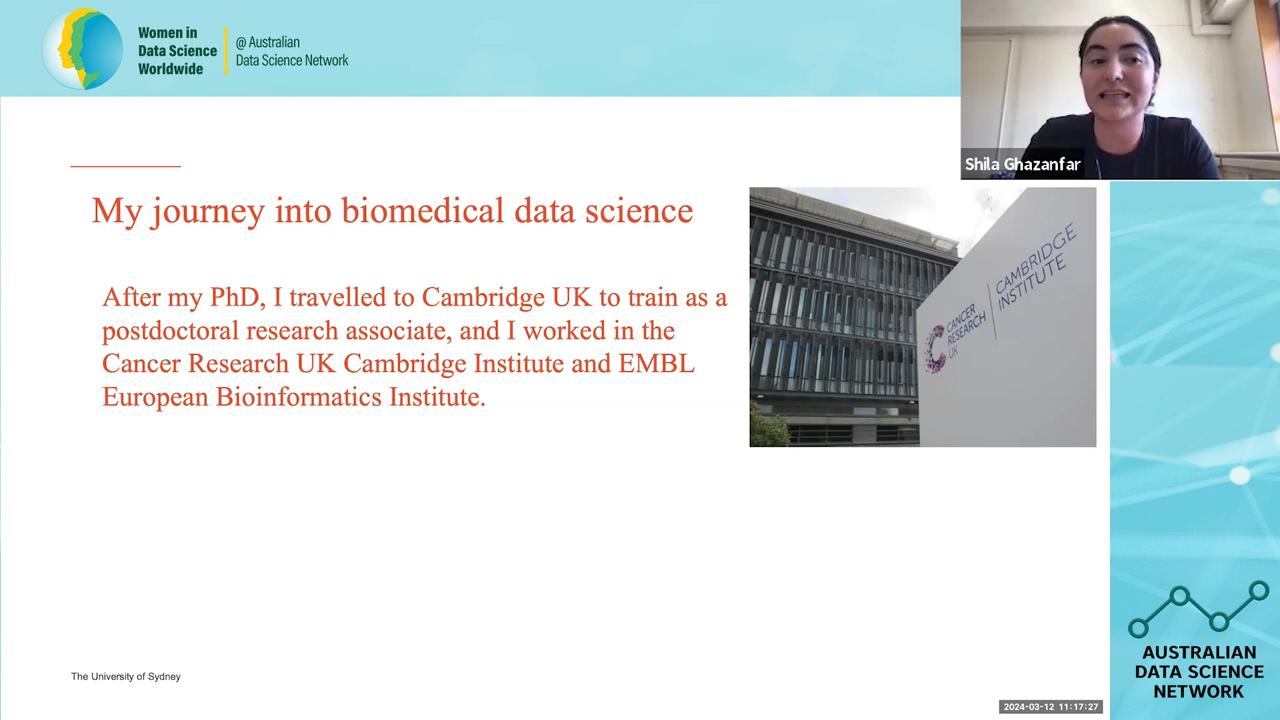 Women in
Data Science
Worldwide
@ Australian
Data Science Network
Shila Ghazanfar
My journey into biomedical data science
After my PhD, I travelled to Cambridge UK to train as a
postdoctoral research associate, and I worked in the
Cancer Research UK Cambridge Institute and EMBL
European Bioinformatics Institute.
CANCER
RESEARCH
UK
CAMBRIDGE
INSTITUTE
The University of Sydney
AUSTRALIAN
DATA SCIENCE
NETWORK
2024-03-12 11:17:27